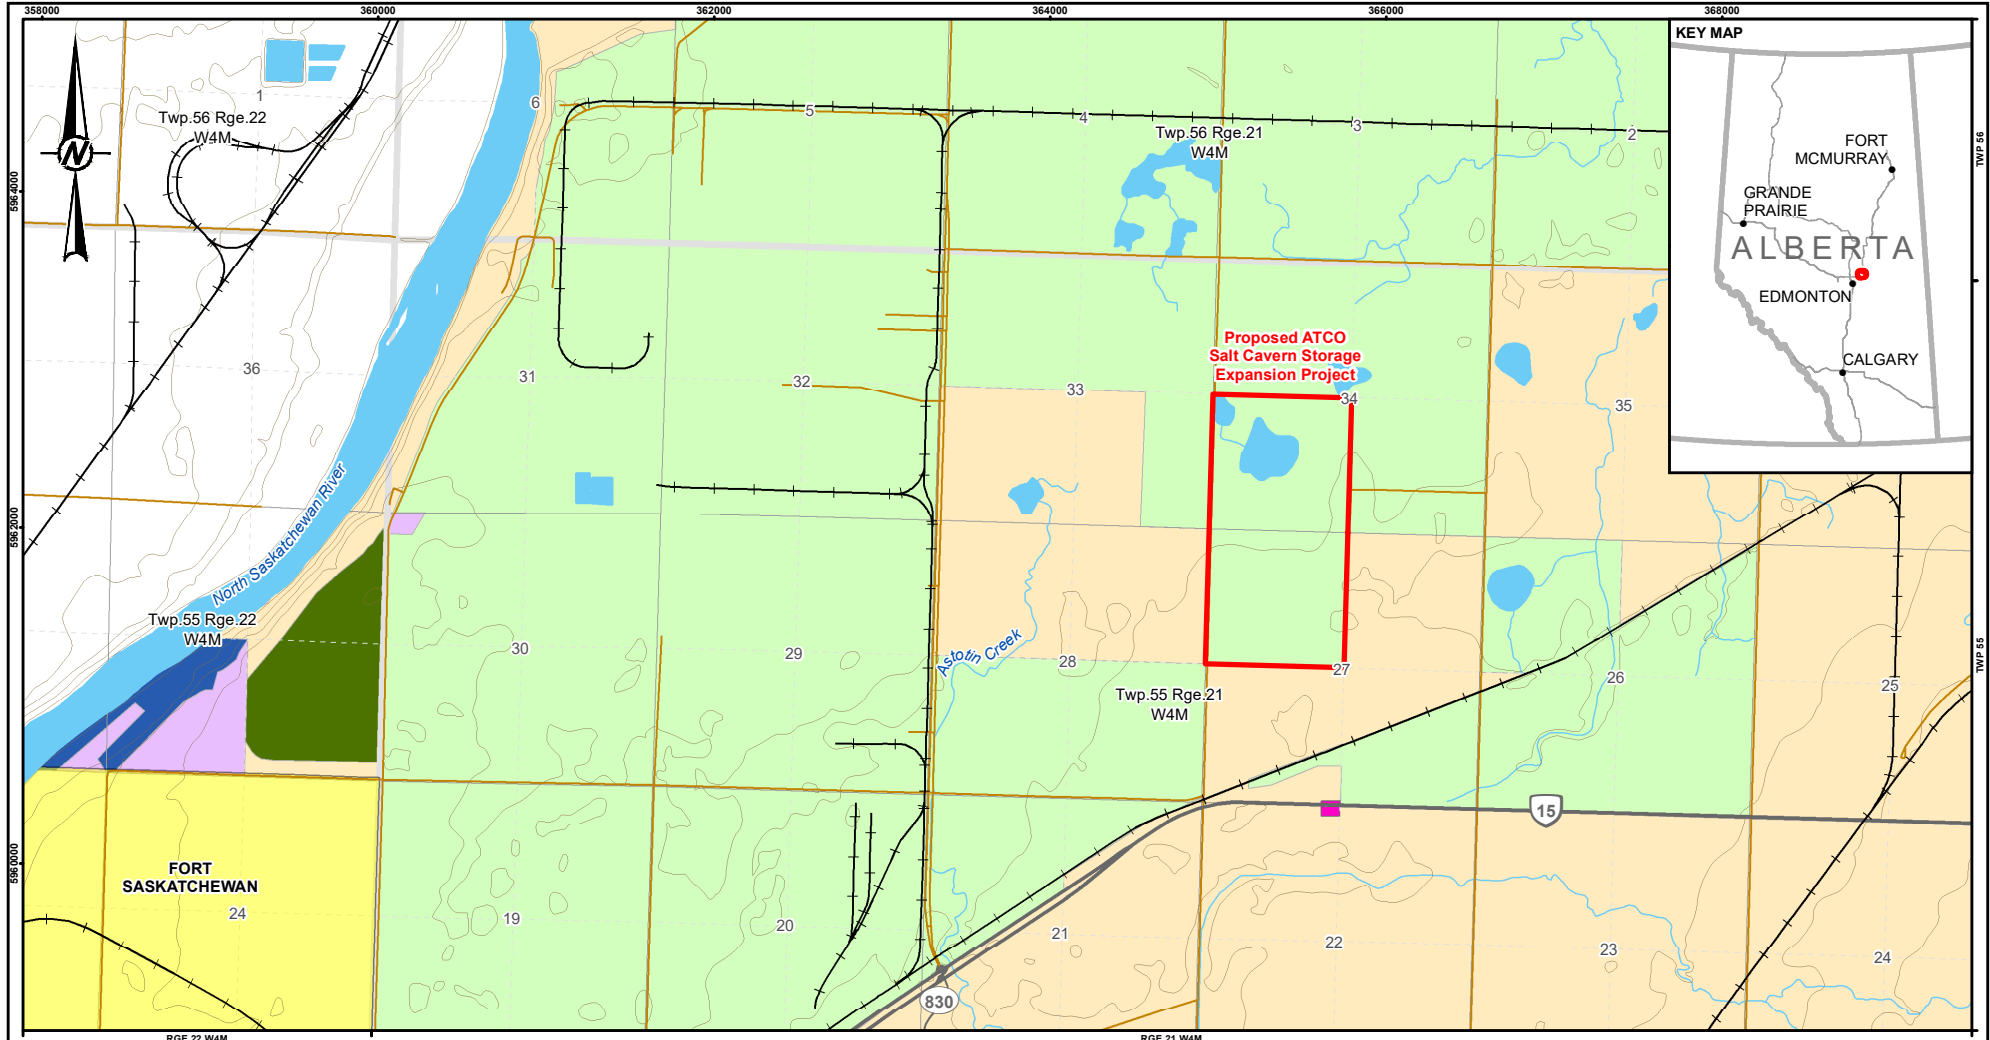 358000
360000
362000
364000
366000
368000
KEY MAP
FORT
MCMURRAY
GRANDE
PRAIRIE
ALBERTA
EDMONTON
CALGARY
TWP 56
TWP 55
5964000
5962000
5960000
N
1
Twp.56 Rge.22
W4M
6
5
4
Twp.56 Rge.21
W4M
3
2
36
31
32
33
Proposed ATCO
Salt Cavern Storage
Expansion Project
34
35
North Saskatchewan River
Twp.55 Rge.22
W4M
30
29
Astotin Creek
28
27
26
25
Twp.55 Rge.21
W4M
15
FORT
SASKATCHEWAN
24
19
20
21
22
23
24
830
RGE 22 W4M
RGE 21 W4M